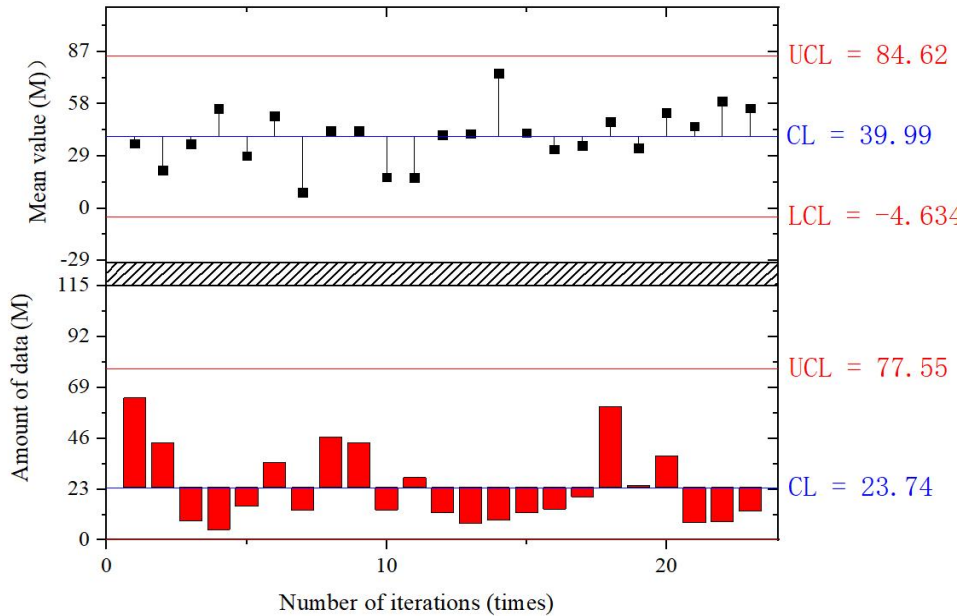 Mean value (M))
87
58
29
0
-29
UCL = 84.62
CL = 39.99
LCL = -4.634
Amount of data (M)
115
92
69
46
23
0
UCL = 77.55
CL = 23.74
0
10
20
Number of iterations (times)